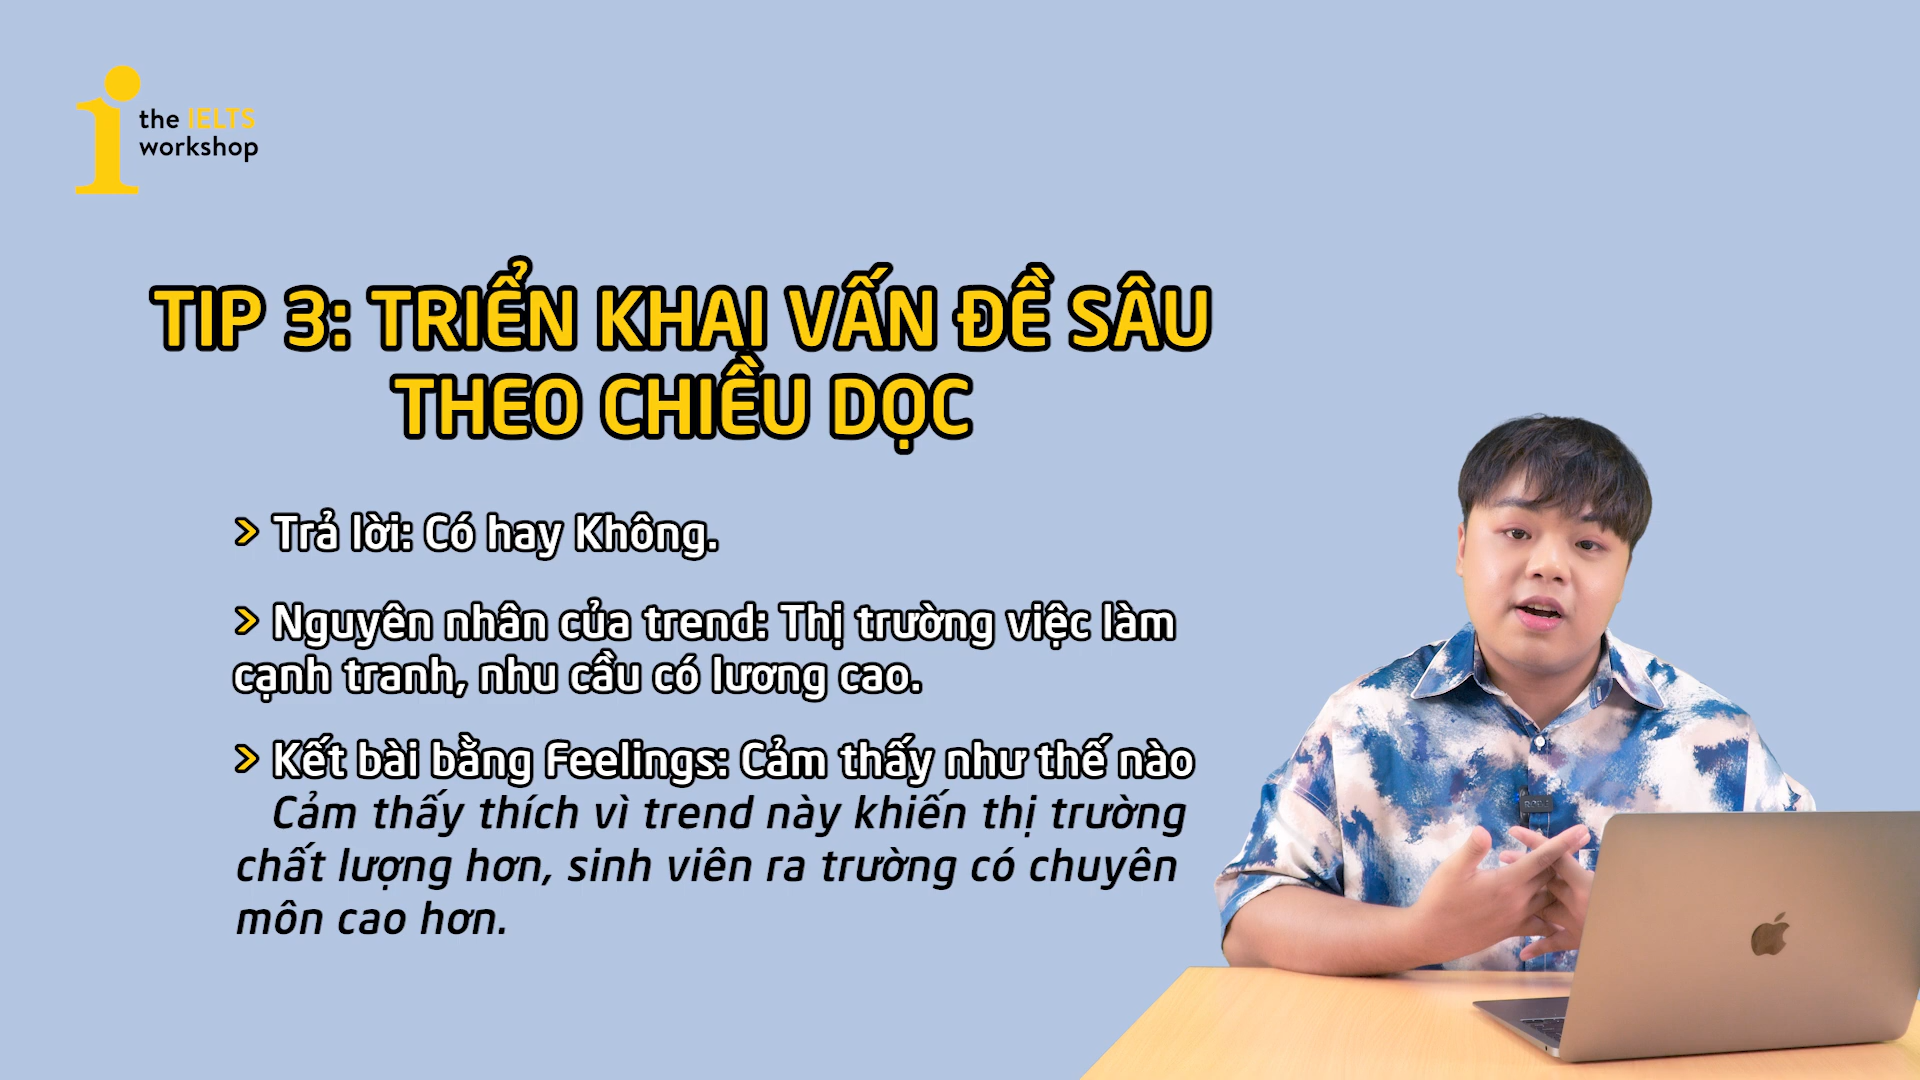 the IELTS
workshop
TIP 3: TRIỂN KHAI VẤN ĐỀ SÂU
THEO CHIỀU DỌC
> Trả lời: Có hay Không.
> Nguyên nhân của trend: Thị trường việc làm
cạnh tranh, nhu cầu có lương cao.
> Kết bài bằng Feelings: Cảm thấy như thế nào
Cảm thấy thích vì trend này khiến thị trường
chất lượng hơn, sinh viên ra trường có chuyên
môn cao hơn.